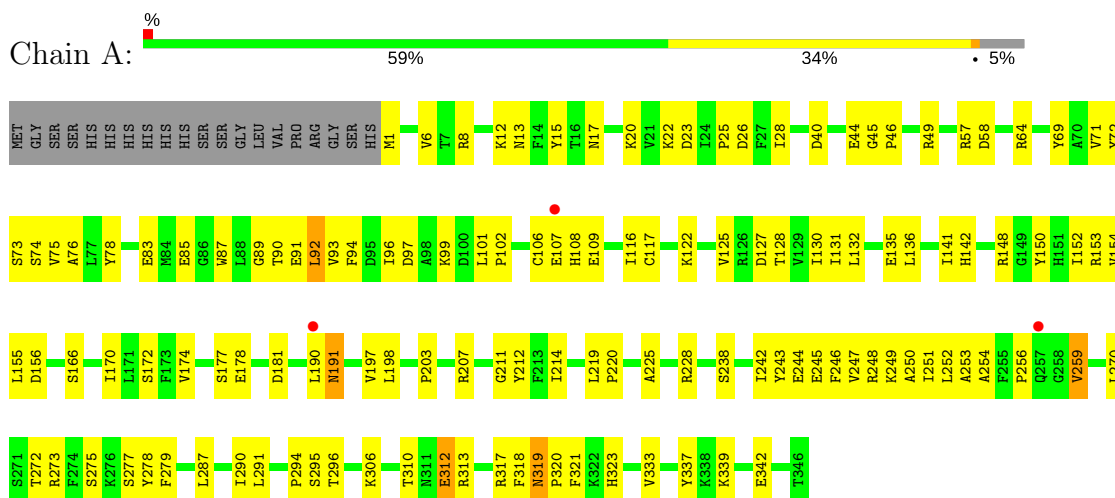 %
Chain A:
59% 34% • 5%
MET GLY SER SER HIS HIS HIS HIS HIS HIS SER SER GLY LEU VAL PRO ARG GLY SER HIS M1 V6 T7 R8 K12 N13 F14 Y15 T16 N17 K20 V21 K22 D23 I24 P25 D26 F27 I28 D40 E44 G45 P46 R49 R57 D58 R64 Y69 A70 V71 Y72
S73 S74 V75 A76 L77 Y78 E83 M84 E85 G86 W87 L88 G89 T90 E91 L92 V93 F94 D95 I96 D97 A98 K99 D100 L101 P102 C106 E107 H108 E109 I116 C117 K122 V125 R126 D127 T128 V129 I130 I131 L132 E135 L136 I141 H142 R148 G149 Y150 H151 I152 R153 V154
L155 D156 S166 I170 L171 S172 F173 V174 S177 E178 D181 L190 N191 V197 L198 P203 R207 G211 Y212 F213 I214 L219 P220 A225 R228 S238 I242 Y243 E244 E245 F246 V247 R248 K249 A250 I251 L252 A253 A254 F255 P256 Q257 G258 V259 L270
S271 T272 R273 F274 S275 K276 S277 Y278 F279 L287 I290 L291 P294 S295 T296 K306 T310 N311 E312 R313 R317 F318 N319 P320 F321 K322 H323 V333 Y337 K338 K339 E342 T346